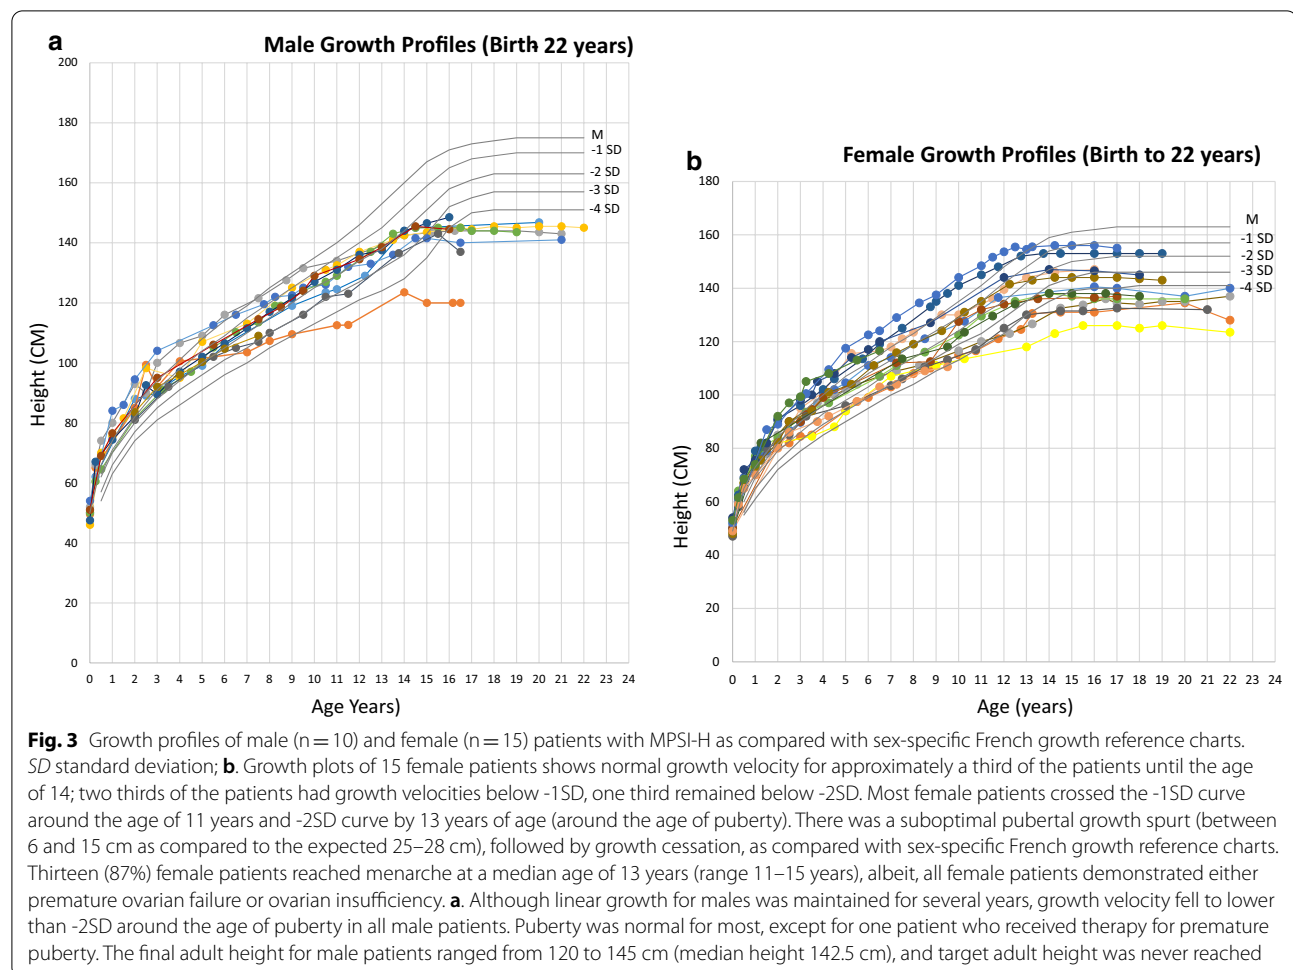 a
Male Growth Profiles (Birth- 22 years)
200
180
160
140
120
100
80
60
40
20
0
Height (CM)
M
-1 SD
-2 SD
-3 SD
-4 SD
0 1 2 3 4 5 6 7 8 9 10 11 12 13 14 15 16 17 18 19 20 21 22 23 24
Age Years)
b
Female Growth Profiles (Birth to 22 years)
180
160
140
120
100
80
60
40
20
0
Height (CM)
M
-1 SD
-2 SD
-3 SD
-4 SD
0 1 2 3 4 5 6 7 8 9 10 11 12 13 14 15 16 17 18 19 20 21 22 23 24
Age (years)
Fig. 3 Growth profiles of male (n = 10) and female (n = 15) patients with MPSI-H as compared with sex-specific French growth reference charts.
SD standard deviation; b. Growth plots of 15 female patients shows normal growth velocity for approximately a third of the patients until the age
of 14; two thirds of the patients had growth velocities below -1SD, one third remained below -2SD. Most female patients crossed the -1SD curve
around the age of 11 years and -2SD curve by 13 years of age (around the age of puberty). There was a suboptimal pubertal growth spurt (between
6 and 15 cm as compared to the expected 25–28 cm), followed by growth cessation, as compared with sex-specific French growth reference charts.
Thirteen (87%) female patients reached menarche at a median age of 13 years (range 11–15 years), albeit, all female patients demonstrated either
premature ovarian failure or ovarian insufficiency. a. Although linear growth for males was maintained for several years, growth velocity fell to lower
than -2SD around the age of puberty in all male patients. Puberty was normal for most, except for one patient who received therapy for premature
puberty. The final adult height for male patients ranged from 120 to 145 cm (median height 142.5 cm), and target adult height was never reached